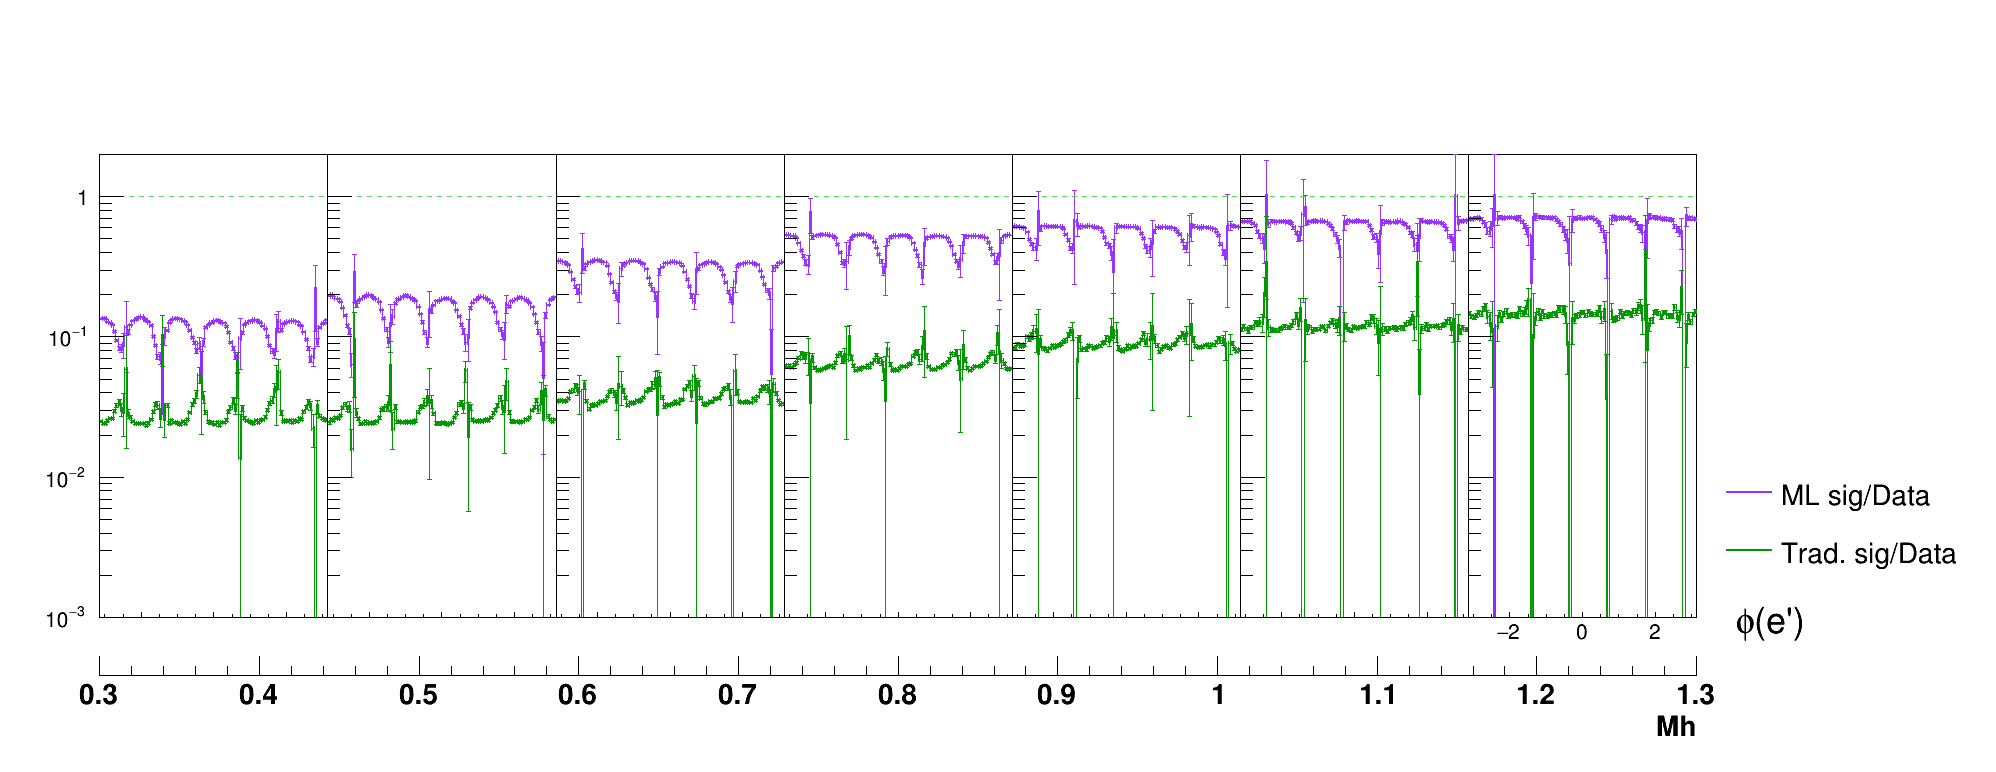 1
10⁻¹
10⁻²
10⁻³
ML sig/Data
Trad. sig/Data
ϕ(e')
−2 0 2
0.3 0.4 0.5 0.6 0.7 0.8 0.9 1 1.1 1.2 1.3
Mh